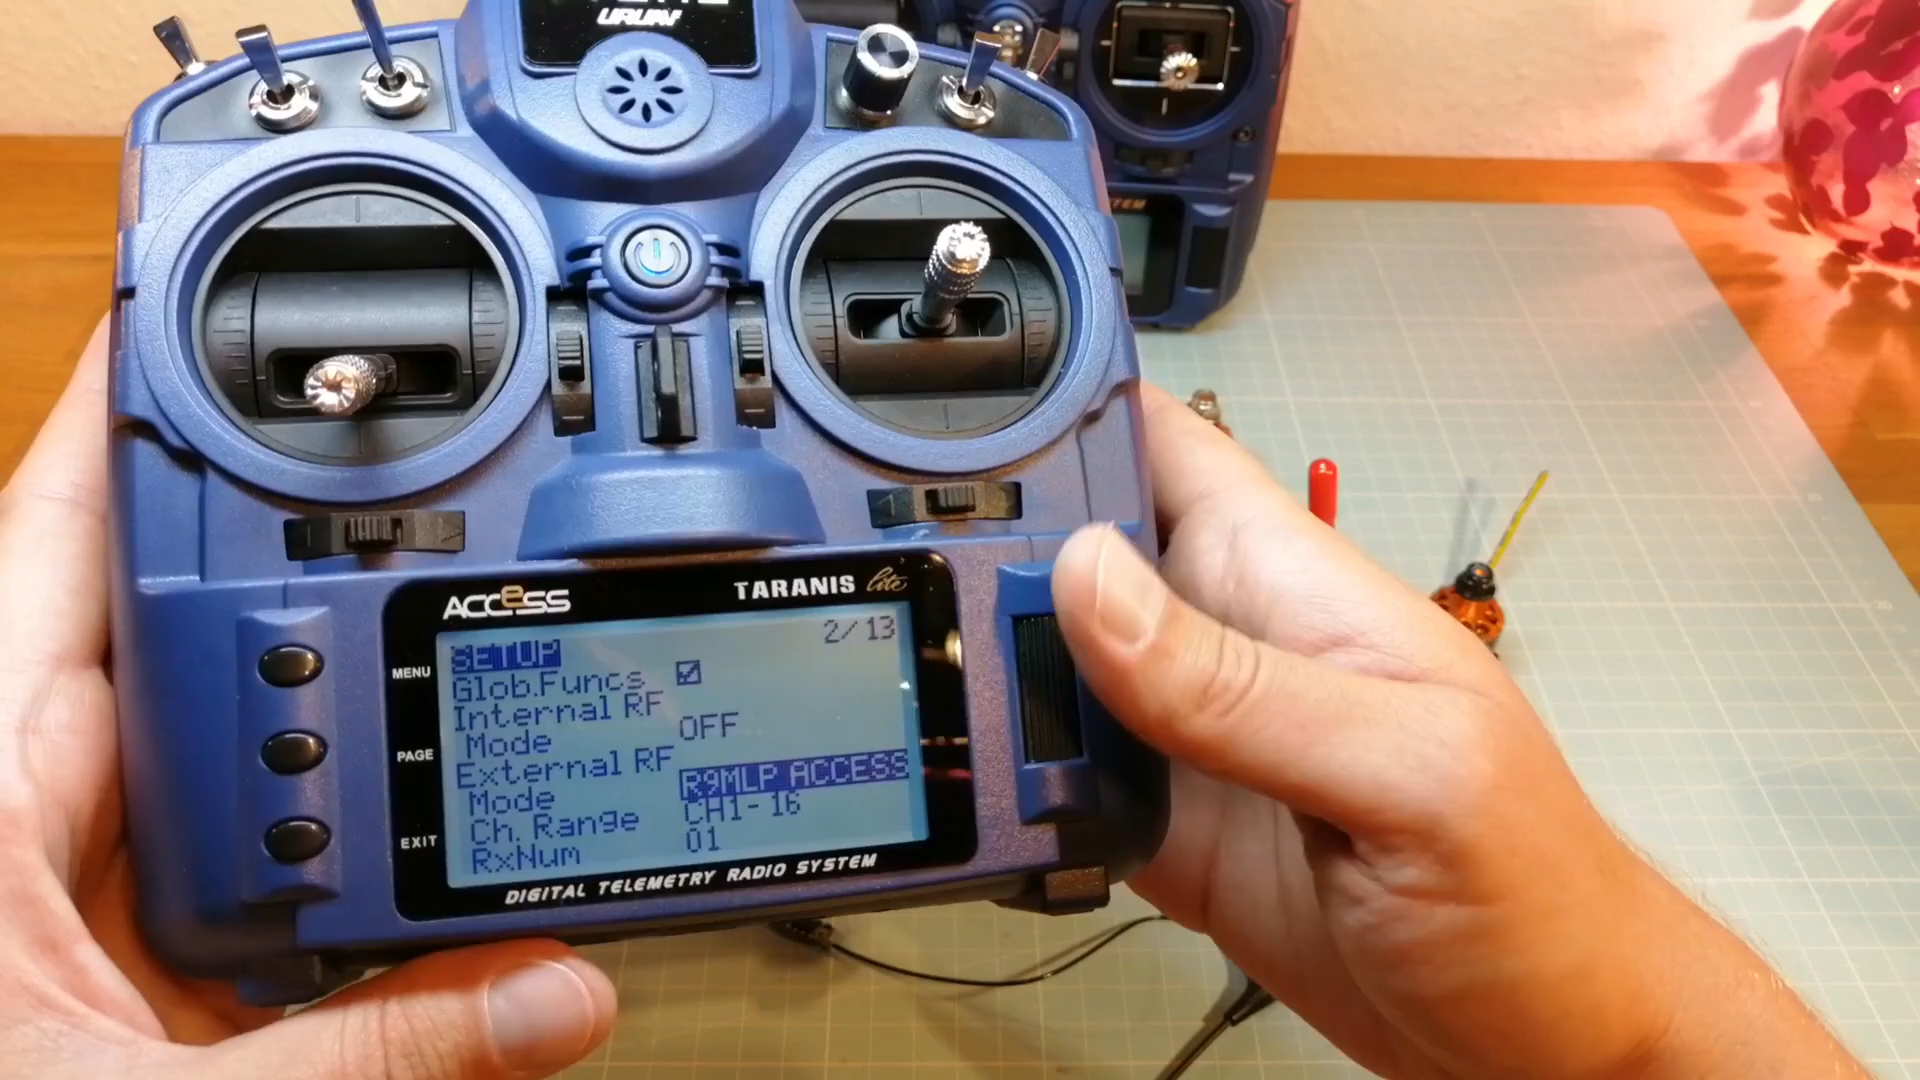 ACCESS
TARANIS lite
SETUP 2/13
Glob.Funcs
Internal RF
Mode OFF
External RF
Mode R9MLP ACCESS
Ch. Range CH1-16
RxNum 01
MENU
PAGE
EXIT
DIGITAL TELEMETRY RADIO SYSTEM